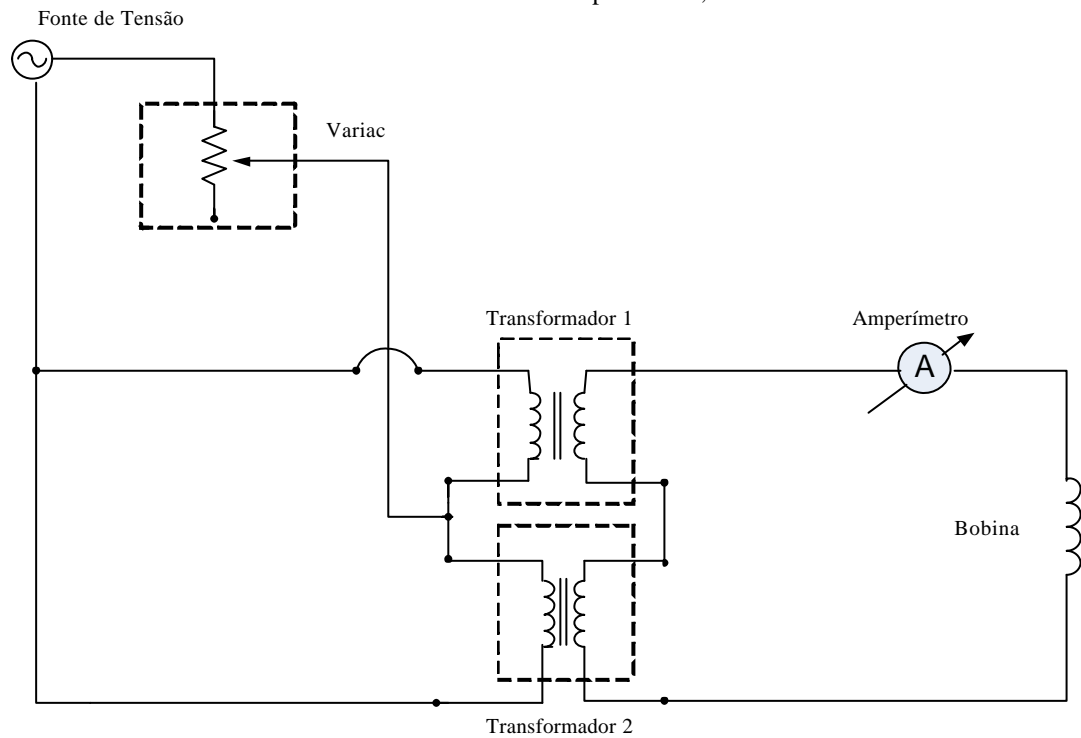 Fonte de Tensão
Variac
Transformador 1
Amperímetro
A
Bobina
Transformador 2